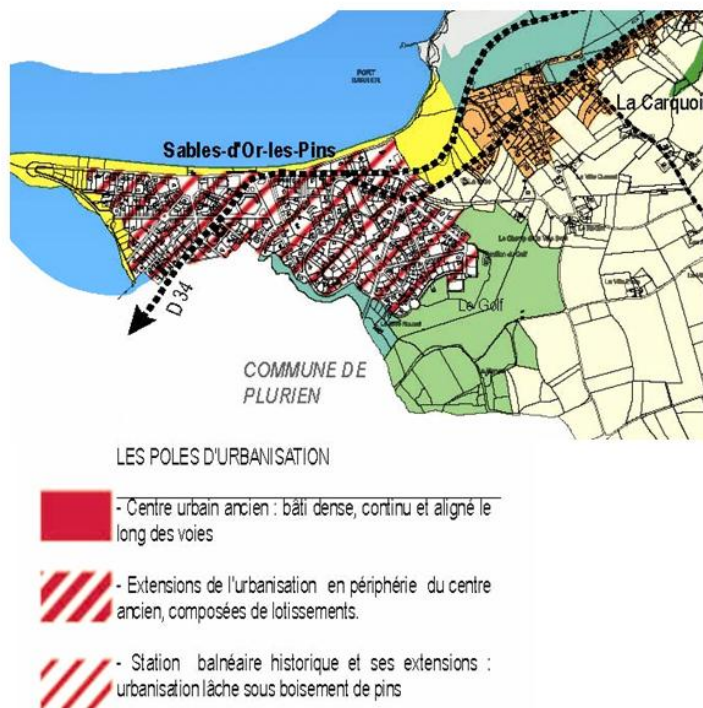 PORT
BARRIER
La Carquoi
Sables-d'Or-les-Pins
Le Golf
D 34
COMMUNE DE
PLURIEN
LES POLES D'URBANISATION
- Centre urbain ancien : bâti dense, continu et aligné le
long des voies
- Extensions de l'urbanisation en périphérie du centre
ancien, composées de lotissements.
- Station balnéaire historique et ses extensions :
urbanisation lâche sous boisement de pins